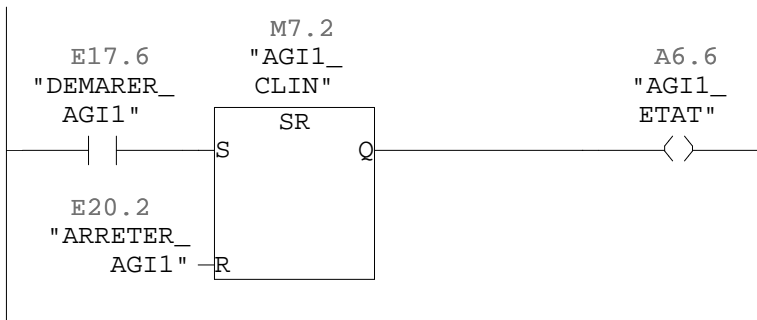 M7.2
E17.6
"AGI1_
A6.6
"DEMARER_
CLIN"
"AGI1_
AGI1"
SR
ETAT"
S
Q
E20.2
"ARRETER_
AGI1"
R